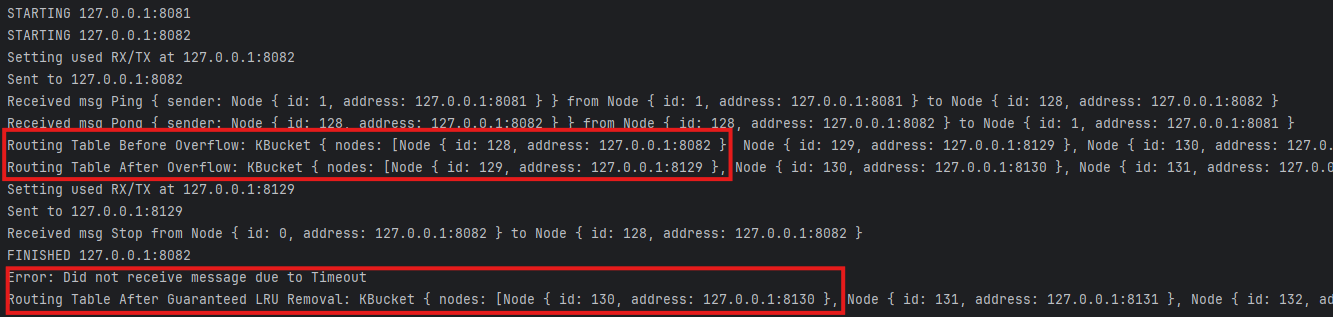 STARTING 127.0.0.1:8081
STARTING 127.0.0.1:8082
Setting used RX/TX at 127.0.0.1:8082
Sent to 127.0.0.1:8082
Received msg Ping { sender: Node { id: 1, address: 127.0.0.1:8081 } } from Node { id: 1, address: 127.0.0.1:8081 } to Node { id: 128, address: 127.0.0.1:8082 }
Received msg Pong { sender: Node { id: 128, address: 127.0.0.1:8082 } } from Node { id: 128, address: 127.0.0.1:8082 } to Node { id: 1, address: 127.0.0.1:8081 }
Routing Table Before Overflow: KBucket { nodes: [Node { id: 128, address: 127.0.0.1:8082 }, Node { id: 129, address: 127.0.0.1:8129 }, Node { id: 130, address: 127.0.
Routing Table After Overflow: KBucket { nodes: [Node { id: 129, address: 127.0.0.1:8129 }, Node { id: 130, address: 127.0.0.1:8130 }, Node { id: 131, address: 127.0.0
Setting used RX/TX at 127.0.0.1:8129
Sent to 127.0.0.1:8129
Received msg Stop from Node { id: 0, address: 127.0.0.1:8082 } to Node { id: 128, address: 127.0.0.1:8082 }
FINISHED 127.0.0.1:8082
Error: Did not receive message due to Timeout
Routing Table After Guaranteed LRU Removal: KBucket { nodes: [Node { id: 130, address: 127.0.0.1:8130 }, Node { id: 131, address: 127.0.0.1:8131 }, Node { id: 132, ad